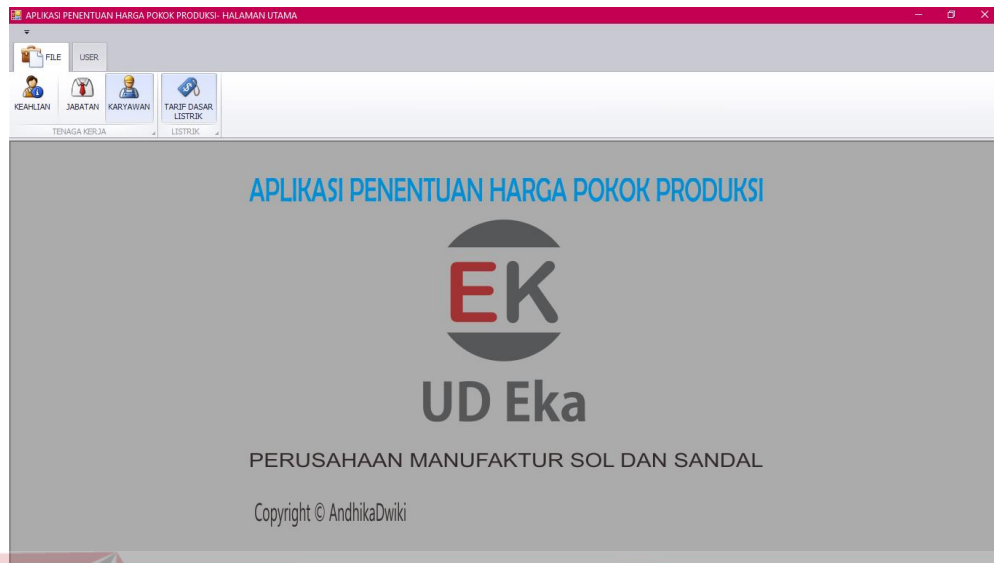 APLIKASI PENENTUAN HARGA POKOK PRODUKSI- HALAMAN UTAMA
FILE USER
KEAHLIAN JABATAN KARYAWAN TARIF DASAR
LISTRIK
TENAGA KERJA LISTRIK
APLIKASI PENENTUAN HARGA POKOK PRODUKSI
EK
UD Eka
PERUSAHAAN MANUFAKTUR SOL DAN SANDAL
Copyright © AndhikaDwiki